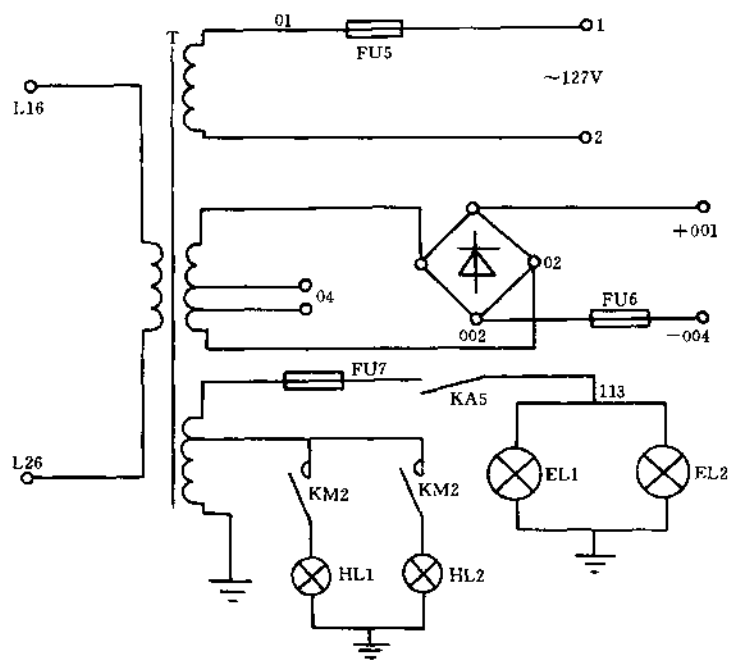 T
01
FU5
1
~127V
2
L16
+001
02
04
FU6
002
-004
FU7
KA5
113
L26
EL1
EL2
KM2
KM2
HL1
HL2